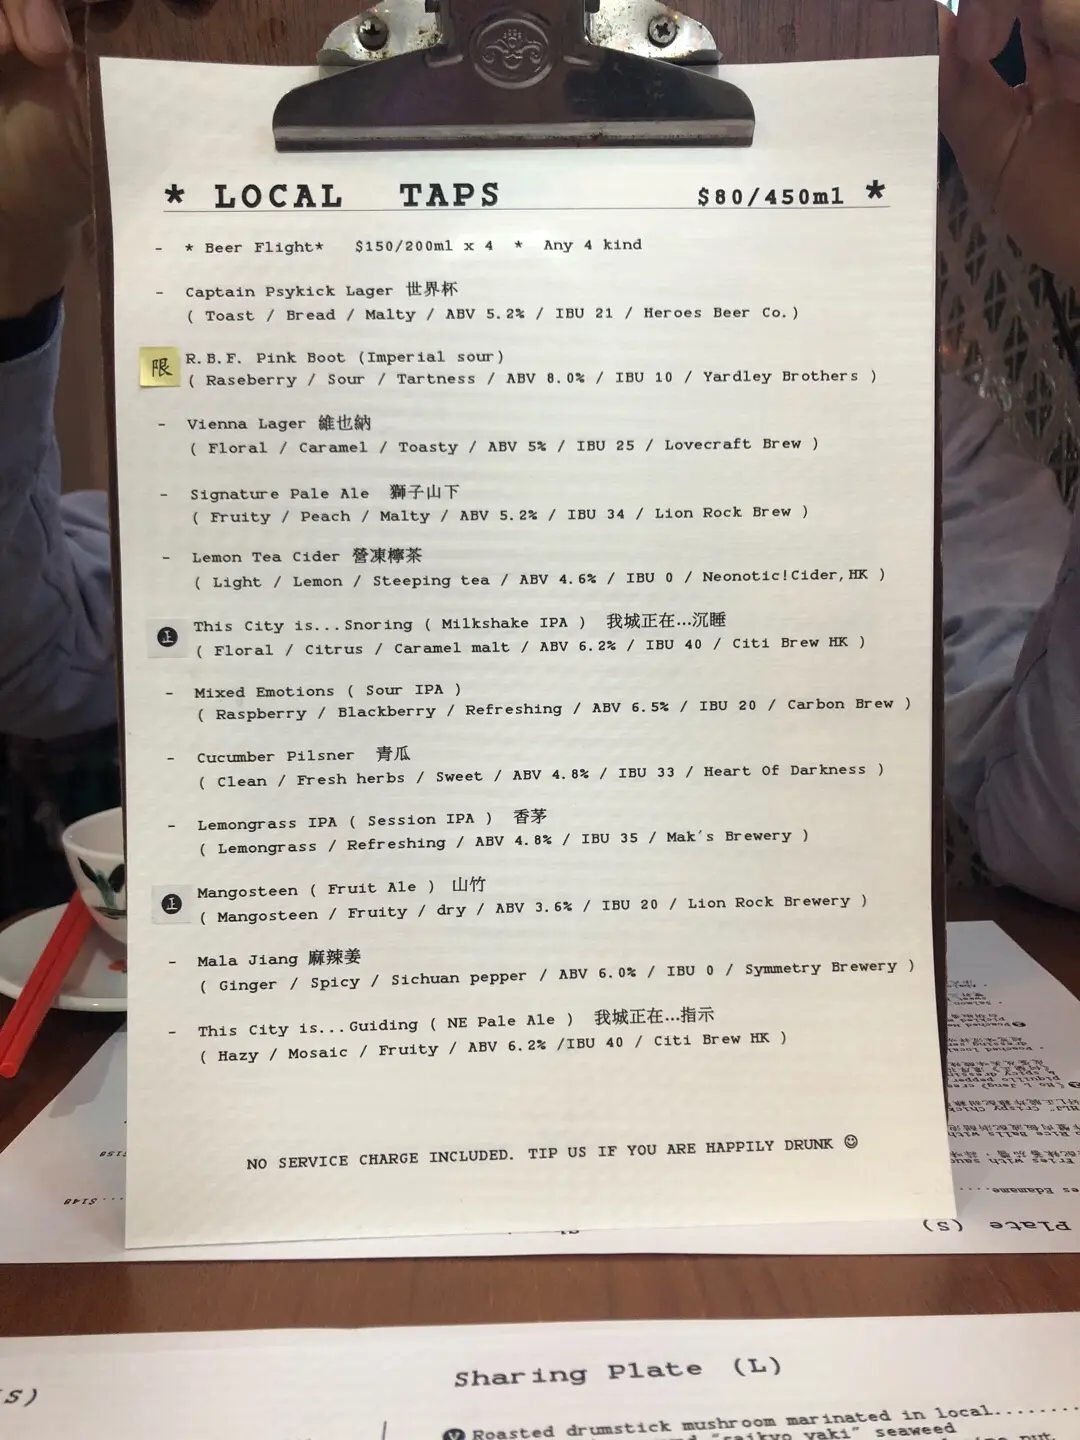 * LOCAL TAPS $80/450ml *
- * Beer Flight* $150/200ml x 4 * Any 4 kind
- Captain Psykick Lager 世界杯
( Toast / Bread / Malty / ABV 5.2% / IBU 21 / Heroes Beer Co.)
限 R.B.F. Pink Boot (Imperial sour)
( Raseberry / Sour / Tartness / ABV 8.0% / IBU 10 / Yardley Brothers )
- Vienna Lager 維也納
( Floral / Caramel / Toasty / ABV 5% / IBU 25 / Lovecraft Brew )
- Signature Pale Ale 獅子山下
( Fruity / Peach / Malty / ABV 5.2% / IBU 34 / Lion Rock Brew )
- Lemon Tea Cider 營凍檸茶
( Light / Lemon / Steeping tea / ABV 4.6% / IBU 0 / Neonotic!Cider,HK )
正 This City is...Snoring ( Milkshake IPA ) 我城正在...沉睡
( Floral / Citrus / Caramel malt / ABV 6.2% / IBU 40 / Citi Brew HK )
- Mixed Emotions ( Sour IPA )
( Raspberry / Blackberry / Refreshing / ABV 6.5% / IBU 20 / Carbon Brew )
- Cucumber Pilsner 青瓜
( Clean / Fresh herbs / Sweet / ABV 4.8% / IBU 33 / Heart Of Darkness )
- Lemongrass IPA ( Session IPA ) 香茅
( Lemongrass / Refreshing / ABV 4.8% / IBU 35 / Mak's Brewery )
正 Mangosteen ( Fruit Ale ) 山竹
( Mangosteen / Fruity / dry / ABV 3.6% / IBU 20 / Lion Rock Brewery )
- Mala Jiang 麻辣姜
( Ginger / Spicy / Sichuan pepper / ABV 6.0% / IBU 0 / Symmetry Brewery )
- This City is...Guiding ( NE Pale Ale ) 我城正在...指示
( Hazy / Mosaic / Fruity / ABV 6.2% /IBU 40 / Citi Brew HK )
NO SERVICE CHARGE INCLUDED. TIP US IF YOU ARE HAPPILY DRUNK ☺
Plate (S)
es Edamame
...$148
$158
(S)
Sharing Plate (L)
V Roasted drumstick mushroom marinated in local........
"saikyo yaki" seaweed